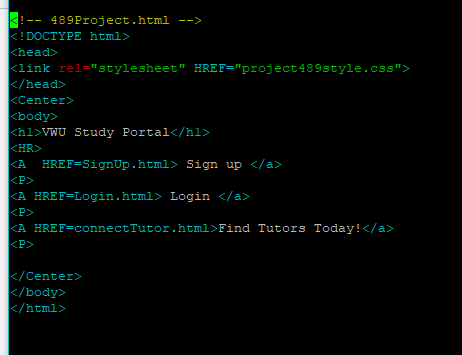 <!-- 489Project.html -->
<!DOCTYPE html>
<head>
<link rel="stylesheet" HREF="project489style.css">
</head>
<Center>
<body>
<h1>VWU Study Portal</h1>
<HR>
<A  HREF=SignUp.html> Sign up </a>
<P>
<A HREF=Login.html> Login </a>
<P>
<A HREF=connectTutor.html>Find Tutors Today!</a>
<P>
</Center>
</body>
</html>